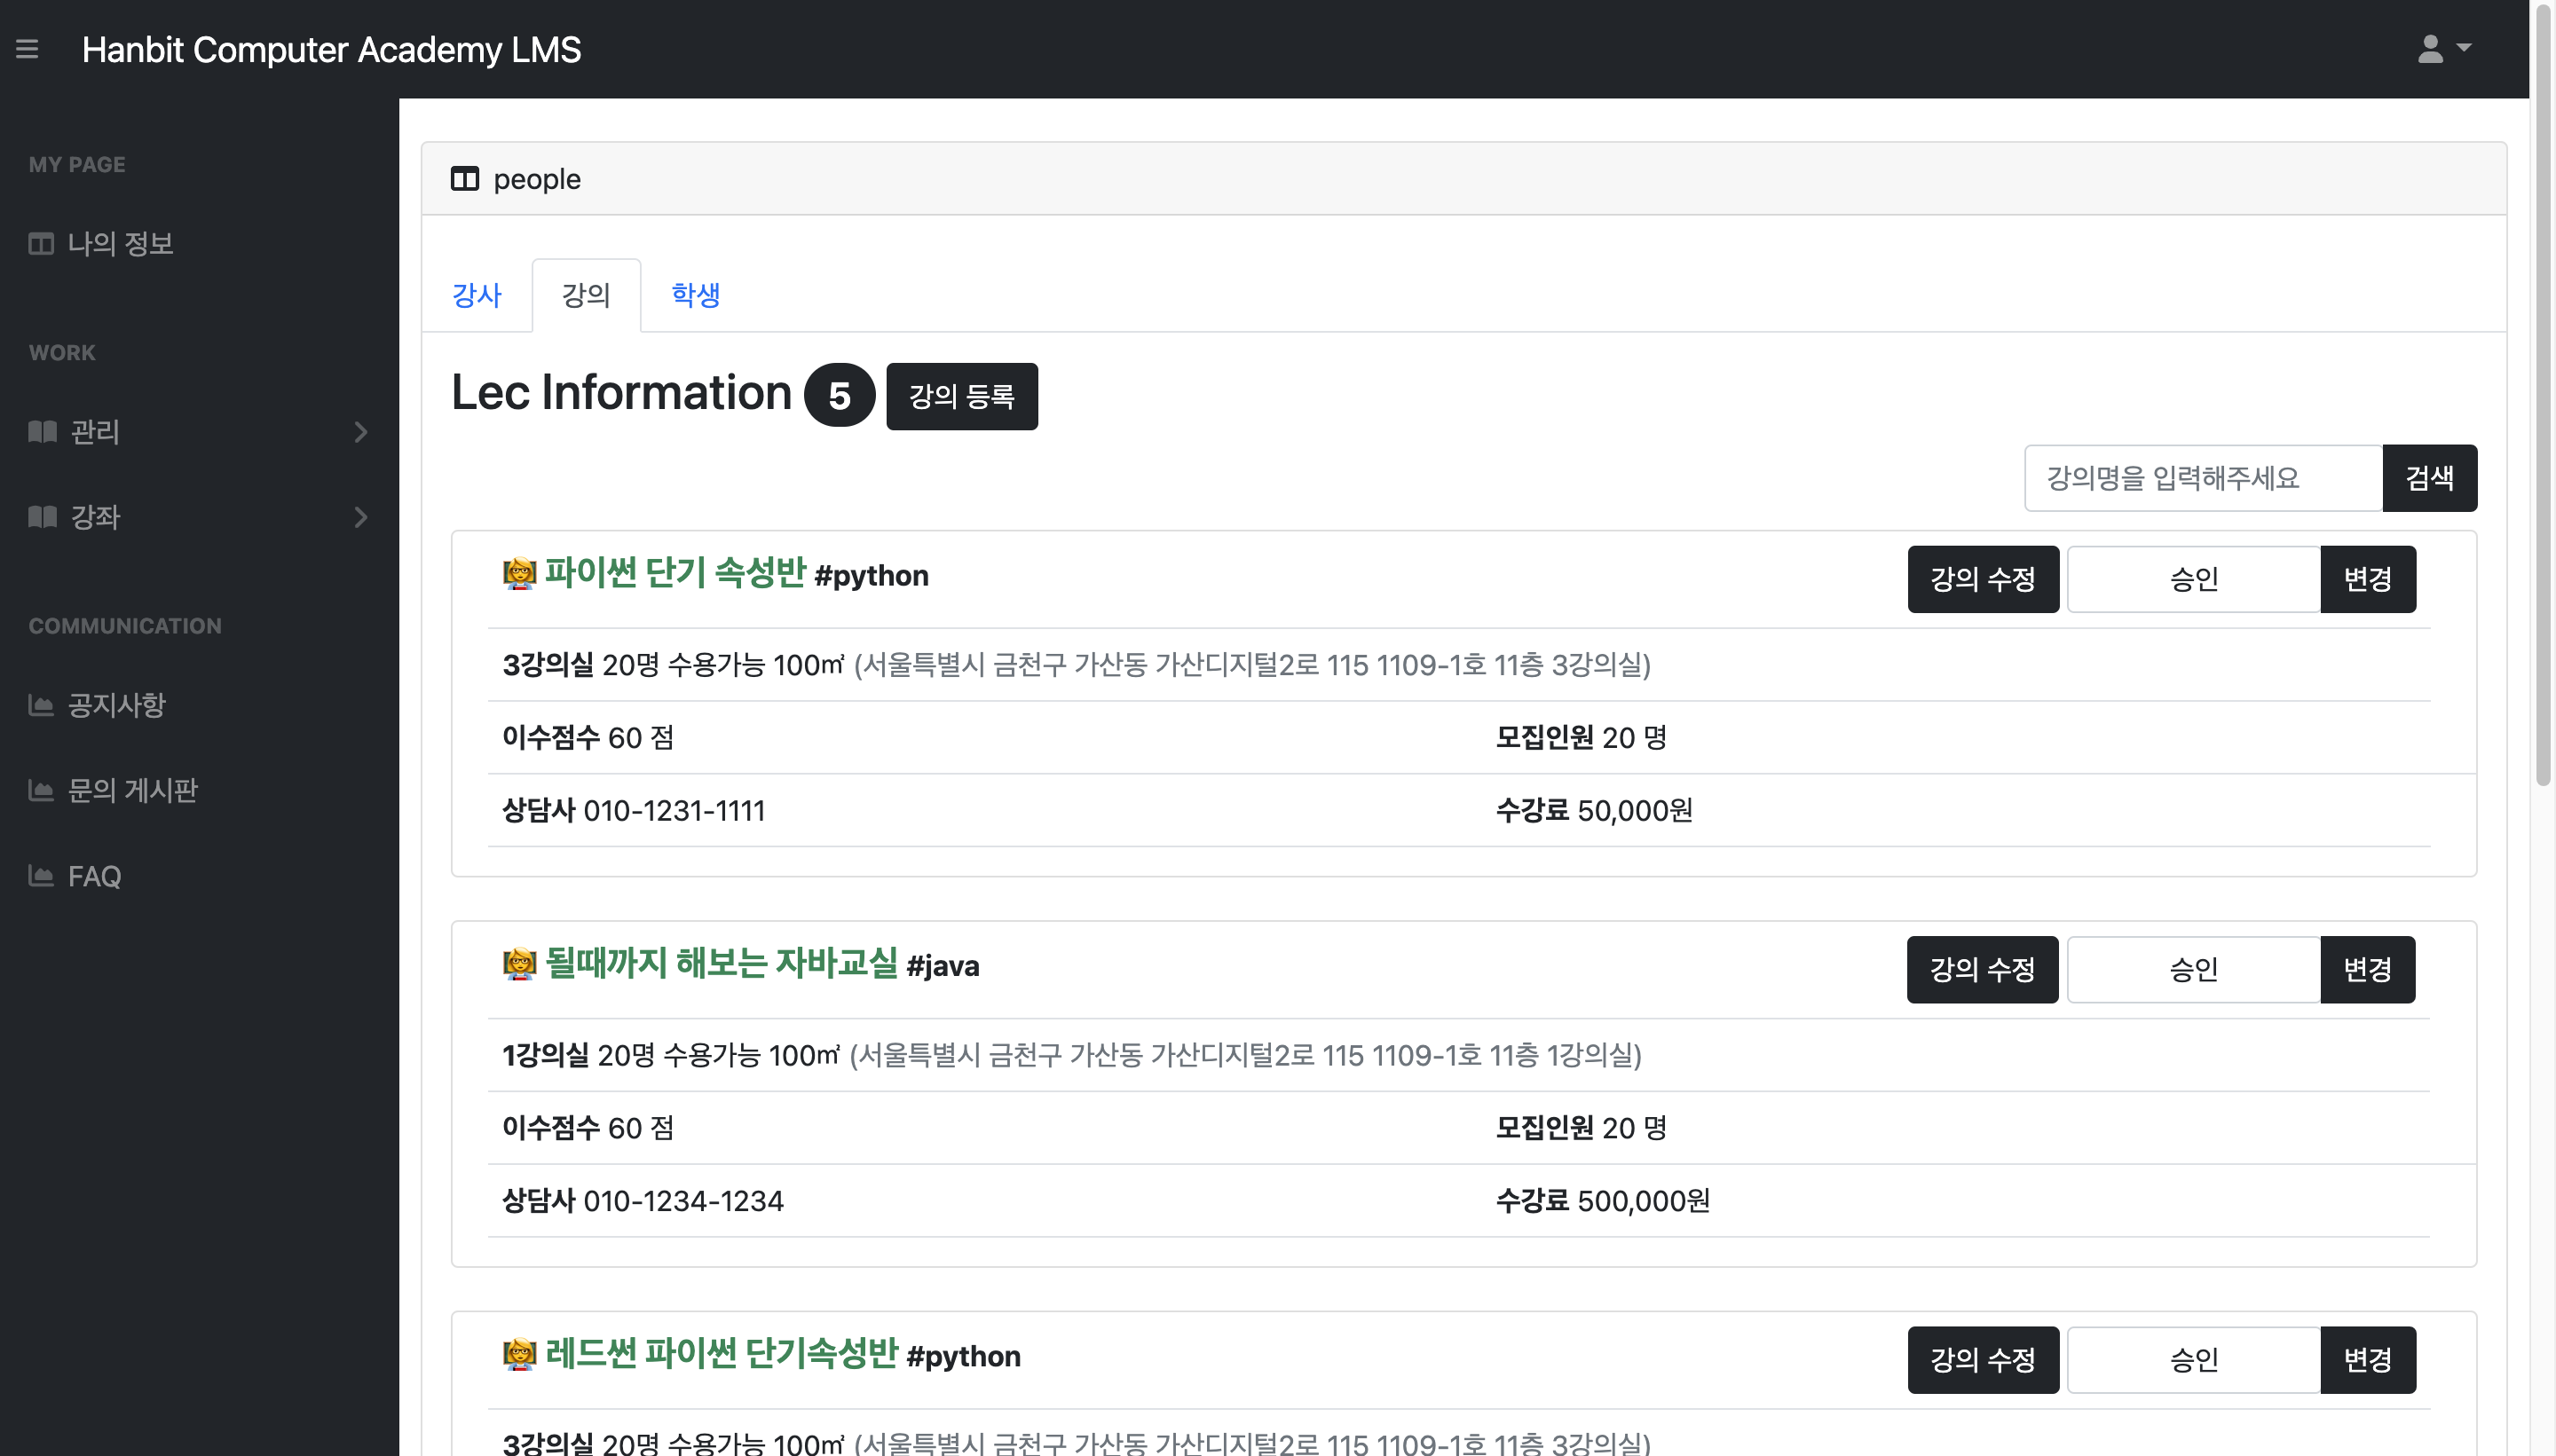 Hanbit Computer Academy LMS
MY PAGE
나의 정보
WORK
관리
강좌
COMMUNICATION
공지사항
문의 게시판
FAQ
people
강사 강의 학생
Lec Information 5 강의 등록
강의명을 입력해주세요 검색
파이썬 단기 속성반 #python 강의 수정 승인 변경
3강의실 20명 수용가능 100㎡ (서울특별시 금천구 가산동 가산디지털2로 115 1109-1호 11층 3강의실)
이수점수 60 점 모집인원 20 명
상담사 010-1231-1111 수강료 50,000원
될때까지 해보는 자바교실 #java 강의 수정 승인 변경
1강의실 20명 수용가능 100㎡ (서울특별시 금천구 가산동 가산디지털2로 115 1109-1호 11층 1강의실)
이수점수 60 점 모집인원 20 명
상담사 010-1234-1234 수강료 500,000원
레드썬 파이썬 단기속성반 #python 강의 수정 승인 변경
3강의실 20명 수용가능 100㎡ (서울특별시 금천구 가산동 가산디지털2로 115 1109-1호 11층 3강의실)